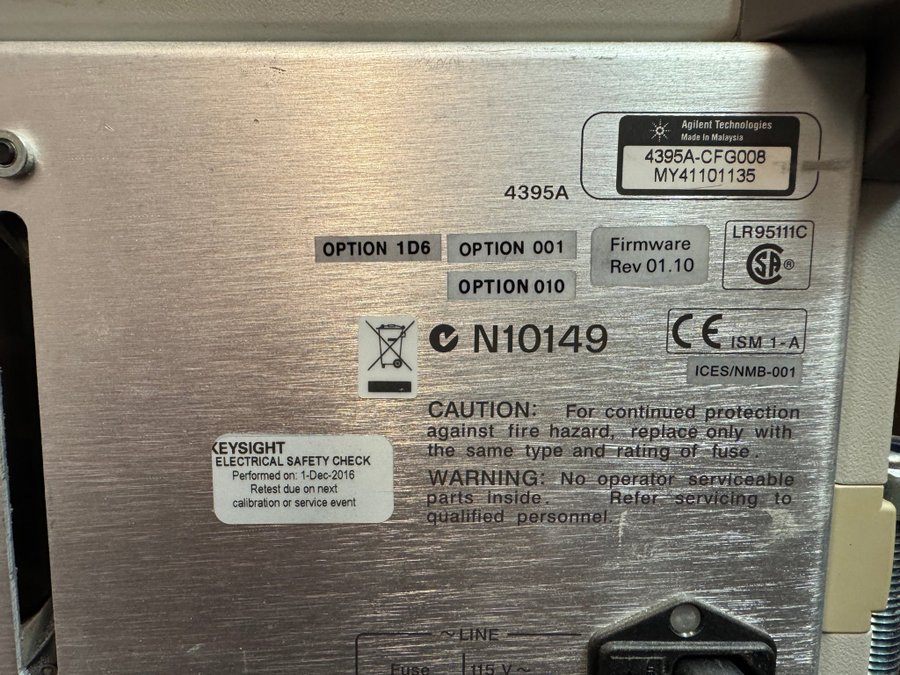 Agilent Technologies
Made in Malaysia
4395A-CFG008
MY41101135
4395A
OPTION 1D6
OPTION 001
OPTION 010
Firmware
Rev 01.10
LR95111C
SA ®
N10149
CE ISM 1-A
ICES/NMB-001
CAUTION: For continued protection
against fire hazard, replace only with
the same type and rating of fuse.
WARNING: No operator serviceable
parts inside. Refer servicing to
qualified personnel.
KEYSIGHT
ELECTRICAL SAFETY CHECK
Performed on: 1-Dec-2016
Retest due on next
calibration or service event
~LINE
Fuse
115 V~